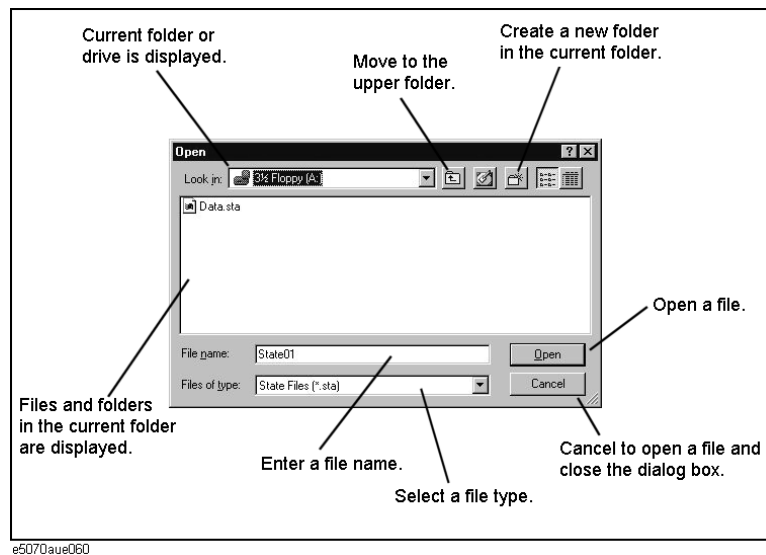 Current folder or
drive is displayed.
Move to the
upper folder.
Create a new folder
in the current folder.
Open
Look in:
3½ Floppy (A:
Data.sta
File name:
State01
Open
Files of type:
State Files (*.sta)
Cancel
Open a file.
Files and folders
in the current folder
are displayed.
Enter a file name.
Select a file type.
Cancel to open a file and
close the dialog box.
e5070aue060